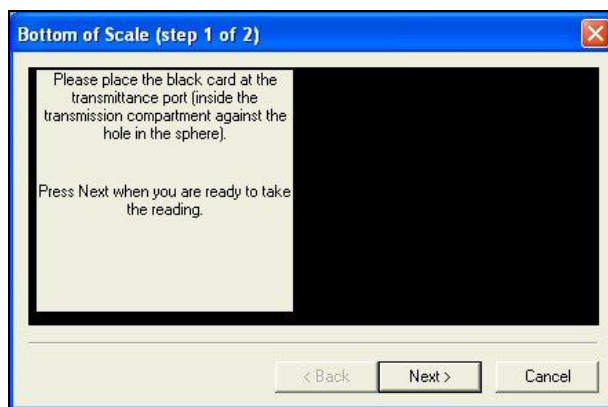 Bottom of Scale (step 1 of 2)
Please place the black card at the
transmittance port (inside the
transmission compartment against the
hole in the sphere).
Press Next when you are ready to take
the reading.
< Back
Next >
Cancel